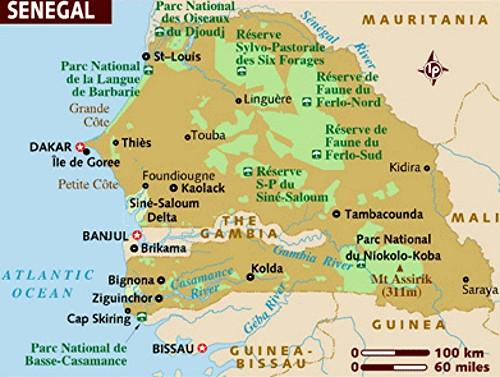 SENEGAL
Parc National
des Oiseaux
du Djoudj
Sénégal River
MAURITANIA
St-Louis
Réserve
Sylvo-Pastorale
des Six Forages
Parc National
de la Langue
de Barbarie
Réserve de
Faune du
Ferlo-Nord
lp
Linguère
Grande
Côte
Touba
Réserve de
Faune du
Ferlo-Sud
Thiès
DAKAR
Île de Goree
Kidira
Petite Côte
Foundiougne
Kaolack
Réserve
S-P du
Siné-Saloum
Siné-Saloum
Delta
Tambacounda
MALI
THE
GAMBIA
BANJUL
Brikama
Gambia River
Parc National
du Niokolo-Koba
ATLANTIC
OCEAN
Bignona
Casamance
River
Kolda
Mt Assirik
(311m)
Saraya
Ziguinchor
Cap Skiring
Géba River
GUINEA
Parc National de
Basse-Casamance
BISSAU
GUINEA-
BISSAU
0 100 km
0 60 miles